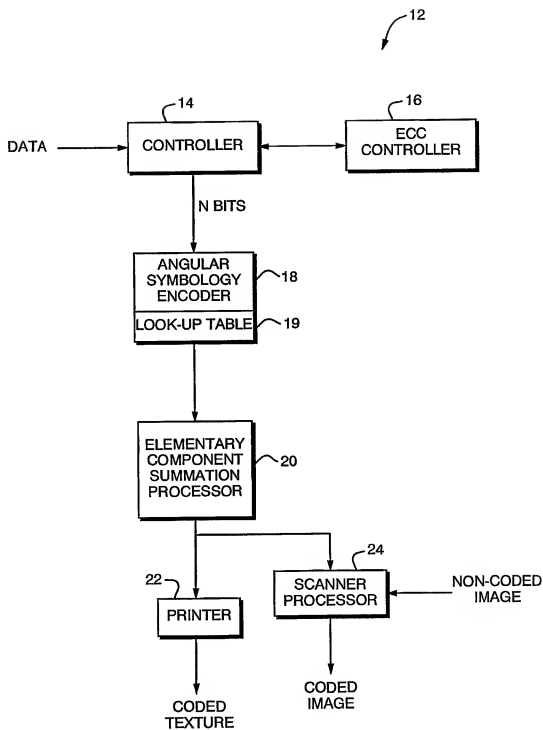 12
14
16
DATA
CONTROLLER
ECC
CONTROLLER
N BITS
ANGULAR
SYMBOLOGY
ENCODER
18
LOOK-UP TABLE
19
ELEMENTARY
COMPONENT
SUMMATION
PROCESSOR
20
22
24
PRINTER
SCANNER
PROCESSOR
NON-CODED
IMAGE
CODED
TEXTURE
CODED
IMAGE